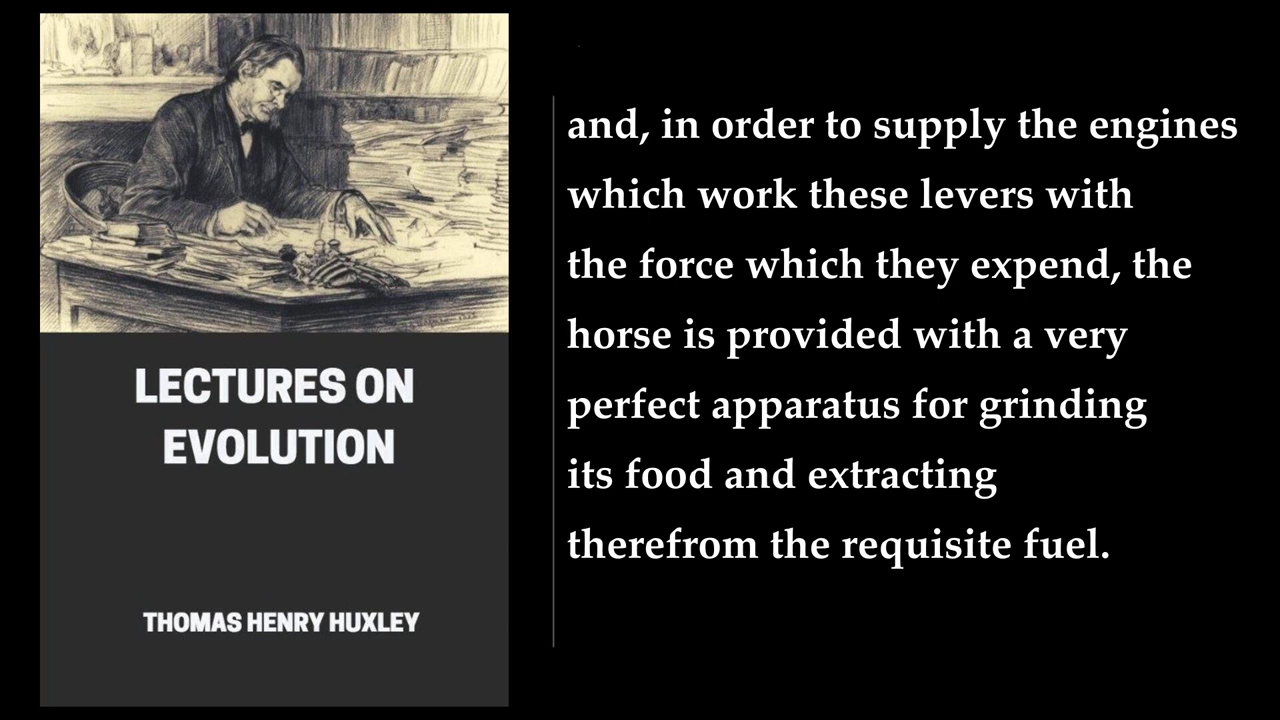 LECTURES ON
EVOLUTION
THOMAS HENRY HUXLEY
and, in order to supply the engines
which work these levers with
the force which they expend, the
horse is provided with a very
perfect apparatus for grinding
its food and extracting
therefrom the requisite fuel.